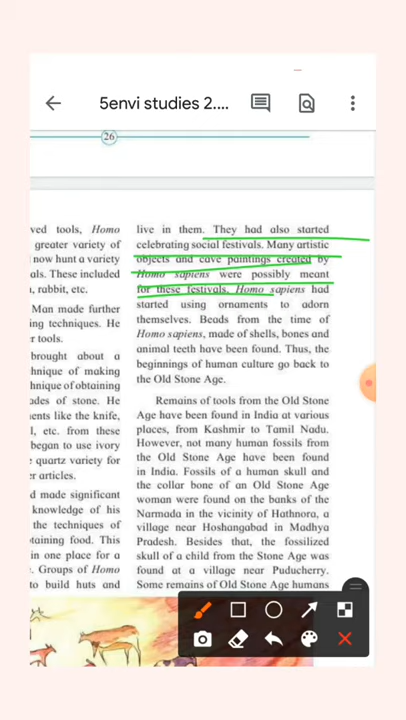 5envi studies 2....
26
ved tools, Homo
greater variety of
now hunt a variety
als. These included
, rabbit, etc.
Man made further
ing techniques. He
r tools.
brought about a
hnique of making
hnique of obtaining
ades of stone. He
ents like the knife,
l, etc. from these
began to use ivory
quartz variety for
er articles.
d made significant
knowledge of his
the techniques of
taining food. This
in one place for a
. Groups of Homo
to build huts and
live in them. They had also started
celebrating social festivals. Many artistic
objects and cave paintings created by
Homo sapiens were possibly meant
for these festivals. Homo sapiens had
started using ornaments to adorn
themselves. Beads from the time of
Homo sapiens, made of shells, bones and
animal teeth have been found. Thus, the
beginnings of human culture go back to
the Old Stone Age.
Remains of tools from the Old Stone
Age have been found in India at various
places, from Kashmir to Tamil Nadu.
However, not many human fossils from
the Old Stone Age have been found
in India. Fossils of a human skull and
the collar bone of an Old Stone Age
woman were found on the banks of the
Narmada in the vicinity of Hathnora, a
village near Hoshangabad in Madhya
Pradesh. Besides that, the fossilized
skull of a child from the Stone Age was
found at a village near Puducherry.
Some remains of Old Stone Age humans